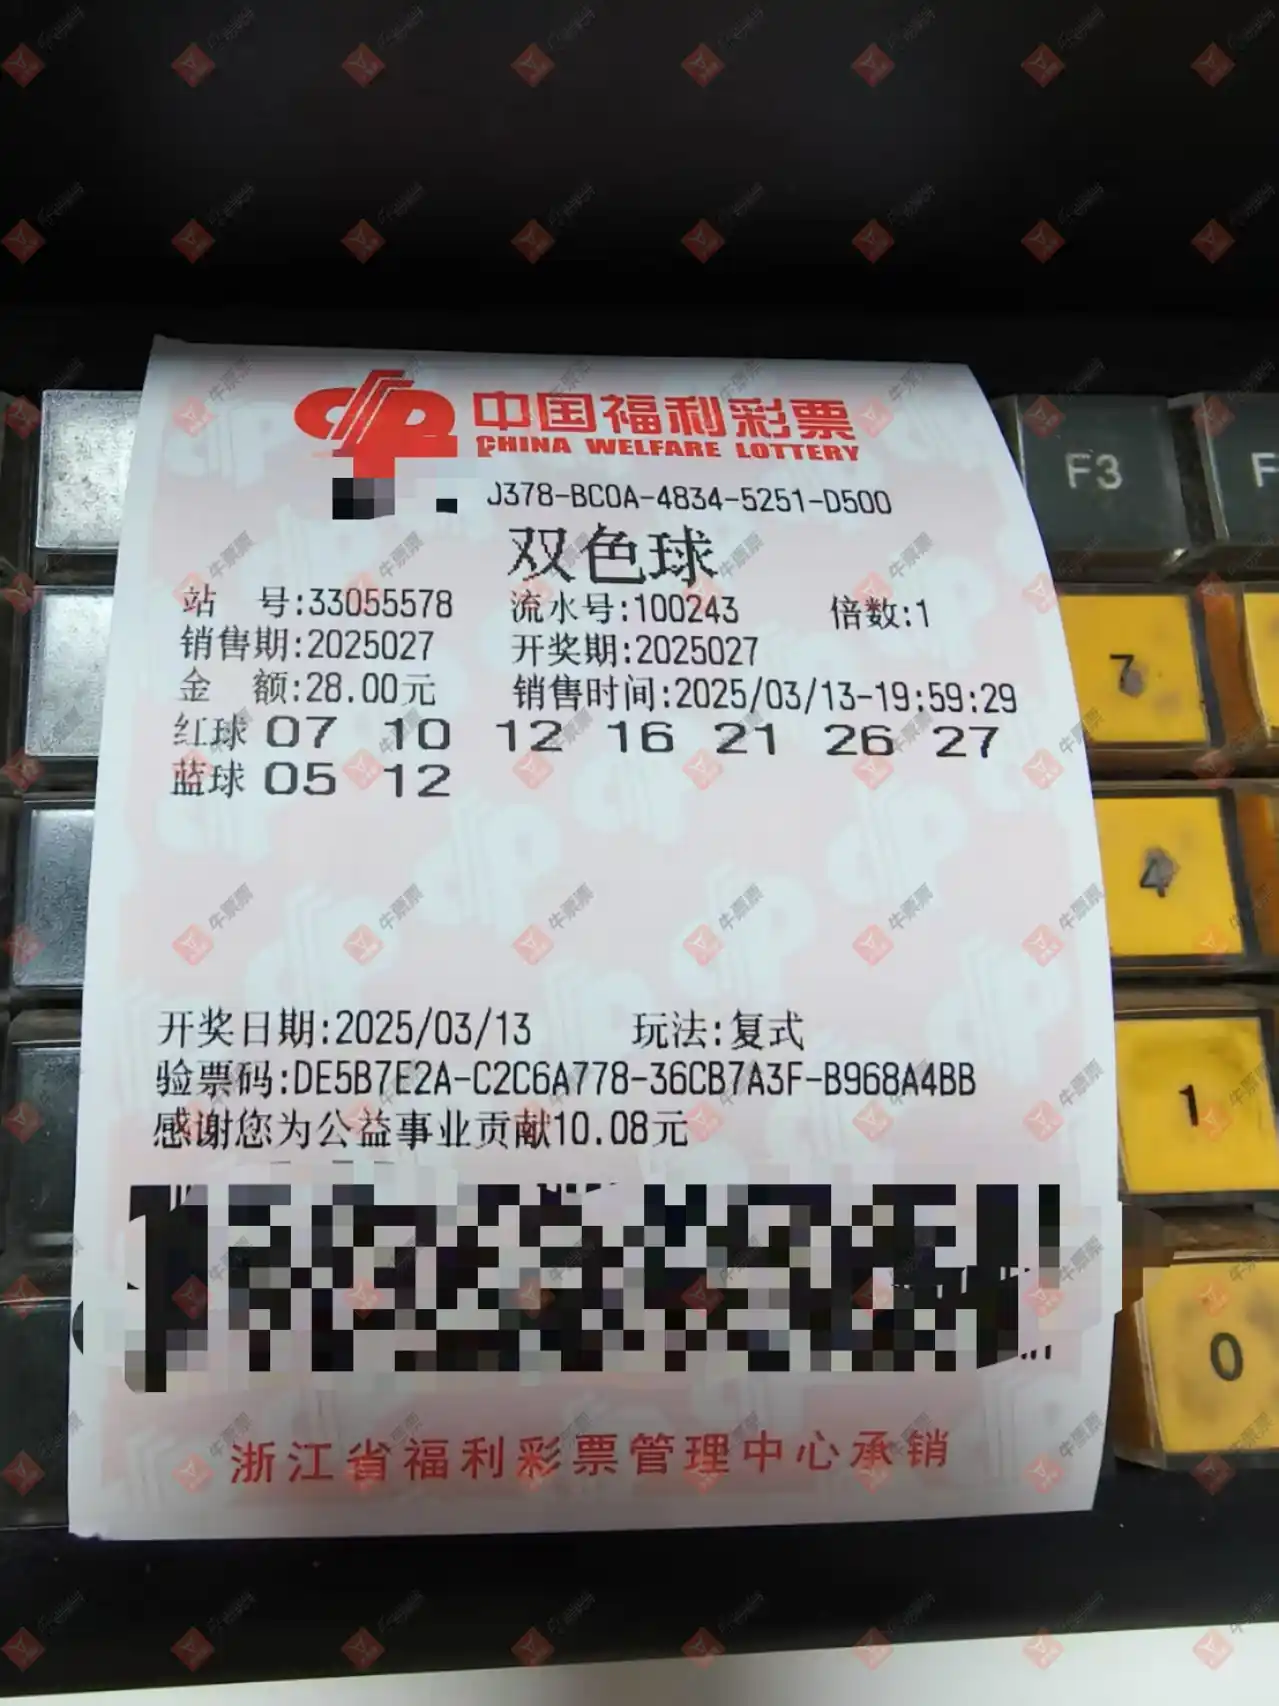 中国福利彩票
CHINA WELFARE LOTTERY
J378-BC0A-4834-5251-D500
双色球
站 号:33055578 流水号:100243 倍数:1
销售期:2025027 开奖期:2025027
金 额:28.00元 销售时间:2025/03/13-19:59:29
红球 07 10 12 16 21 26 27
蓝球 05 12
开奖日期:2025/03/13 玩法:复式
验票码:DE5B7E2A-C2C6A778-36CB7A3F-B968A4BB
感谢您为公益事业贡献10.08元
浙江省福利彩票管理中心承销
F3
7
4
1
0
牛票票